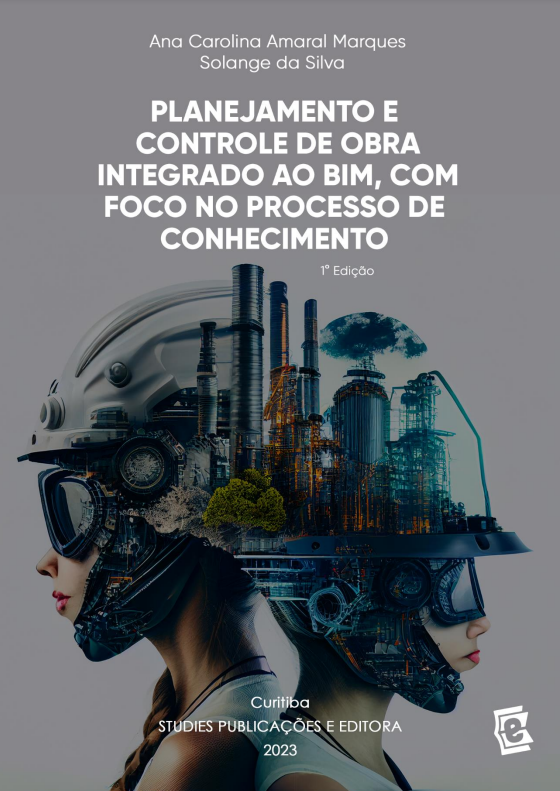 Ana Carolina Amaral Marques
Solange da Silva
PLANEJAMENTO E
CONTROLE DE OBRA
INTEGRADO AO BIM, COM
FOCO NO PROCESSO DE
CONHECIMENTO
1° Edição
Curitiba
STUDIES PUBLICAÇÕES E EDITORA
2023
e